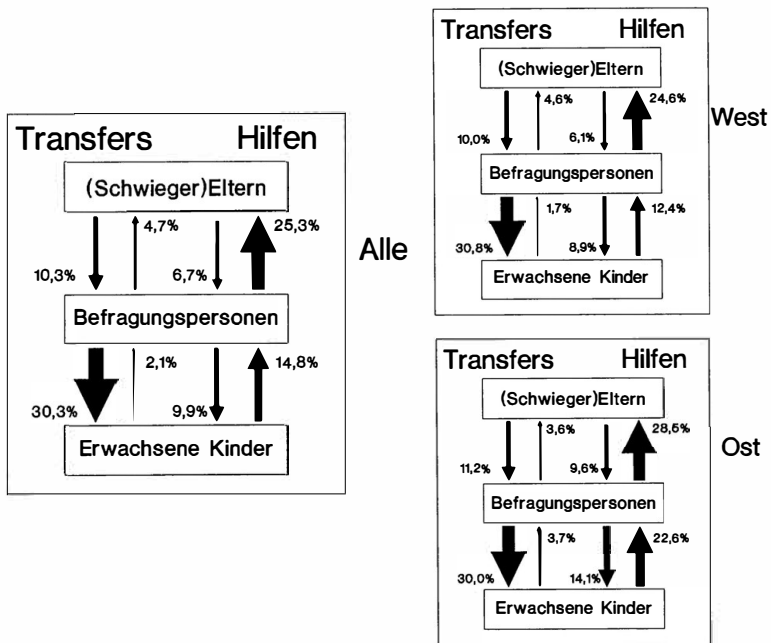 Transfers Hilfen
(Schwieger)Eltern
4,7% 25,3%
10,3% 6,7%
Befragungspersonen
2,1% 14,8%
30,3% 9,9%
Erwachsene Kinder
Alle
Transfers Hilfen
(Schwieger)Eltern
4,6% 24,6%
10,0% 6,1%
Befragungspersonen
1,7% 12,4%
30,8% 8,9%
Erwachsene Kinder
West
Transfers Hilfen
(Schwieger)Eltern
3,6% 28,5%
11,2% 9,6%
Befragungspersonen
3,7% 22,6%
30,0% 14,1%
Erwachsene Kinder
Ost